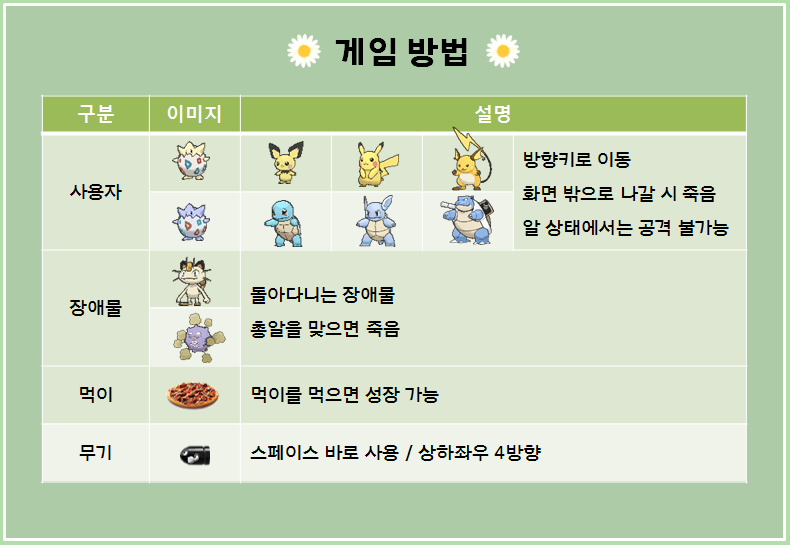 게임 방법
구분 이미지 설명
사용자
방향키로 이동
화면 밖으로 나갈 시 죽음
알 상태에서는 공격 불가능
장애물
돌아다니는 장애물
총알을 맞으면 죽음
먹이 먹이를 먹으면 성장 가능
무기 스페이스 바로 사용 / 상하좌우 4방향